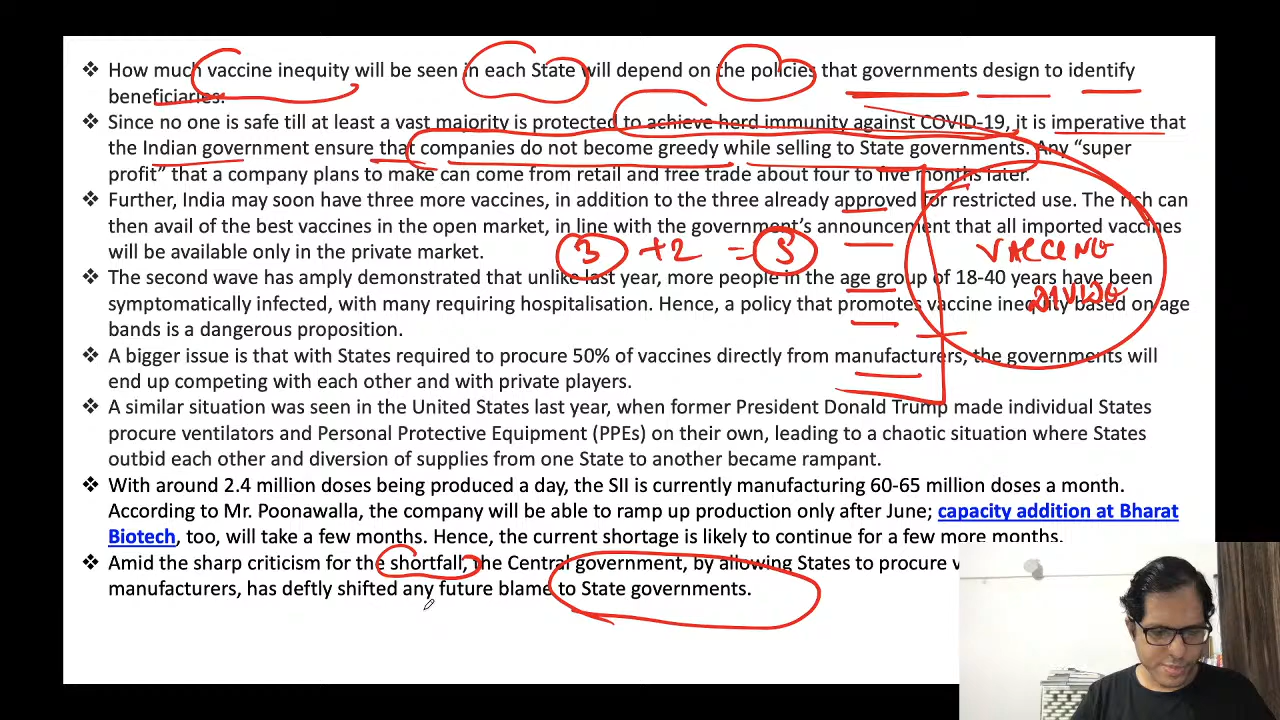 ❖ How much vaccine inequity will be seen in each State will depend on the policies that governments design to identify
beneficiaries.
❖ Since no one is safe till at least a vast majority is protected to achieve herd immunity against COVID-19, it is imperative that
the Indian government ensure that companies do not become greedy while selling to State governments. Any “super
profit” that a company plans to make can come from retail and free trade about four to five months later.
❖ Further, India may soon have three more vaccines, in addition to the three already approved for restricted use. The rich can
then avail of the best vaccines in the open market, in line with the government’s announcement that all imported vaccines
will be available only in the private market.
3 +2 = 5
VACCINE
DIVIDE
❖ The second wave has amply demonstrated that unlike last year, more people in the age group of 18-40 years have been
symptomatically infected, with many requiring hospitalisation. Hence, a policy that promotes vaccine inequity based on age
bands is a dangerous proposition.
❖ A bigger issue is that with States required to procure 50% of vaccines directly from manufacturers, the governments will
end up competing with each other and with private players.
❖ A similar situation was seen in the United States last year, when former President Donald Trump made individual States
procure ventilators and Personal Protective Equipment (PPEs) on their own, leading to a chaotic situation where States
outbid each other and diversion of supplies from one State to another became rampant.
❖ With around 2.4 million doses being produced a day, the SII is currently manufacturing 60-65 million doses a month.
According to Mr. Poonawalla, the company will be able to ramp up production only after June; capacity addition at Bharat
Biotech, too, will take a few months. Hence, the current shortage is likely to continue for a few more months.
❖ Amid the sharp criticism for the shortfall, the Central government, by allowing States to procure
manufacturers, has deftly shifted any future blame to State governments.